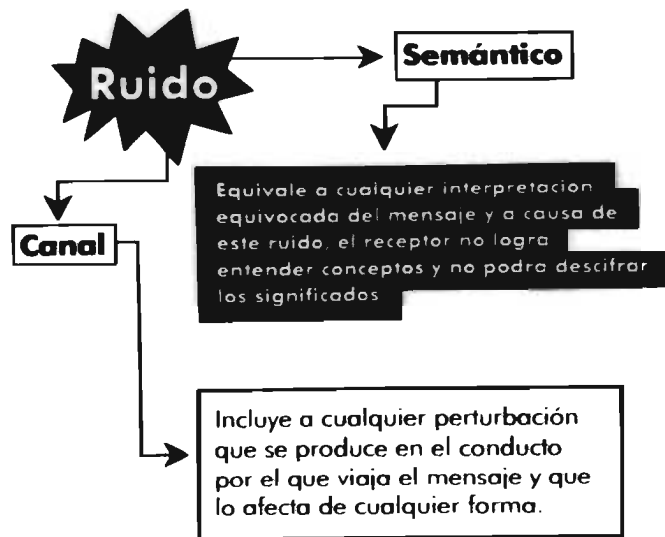 Ruido
Semántico
Equivale a cualquier interpretacion
equivocada del mensaje y a causa de
este ruido, el receptor no logra
entender conceptos y no podra descifrar
los significados
Canal
Incluye a cualquier perturbación
que se produce en el conducto
por el que viaja el mensaje y que
lo afecta de cualquier forma.